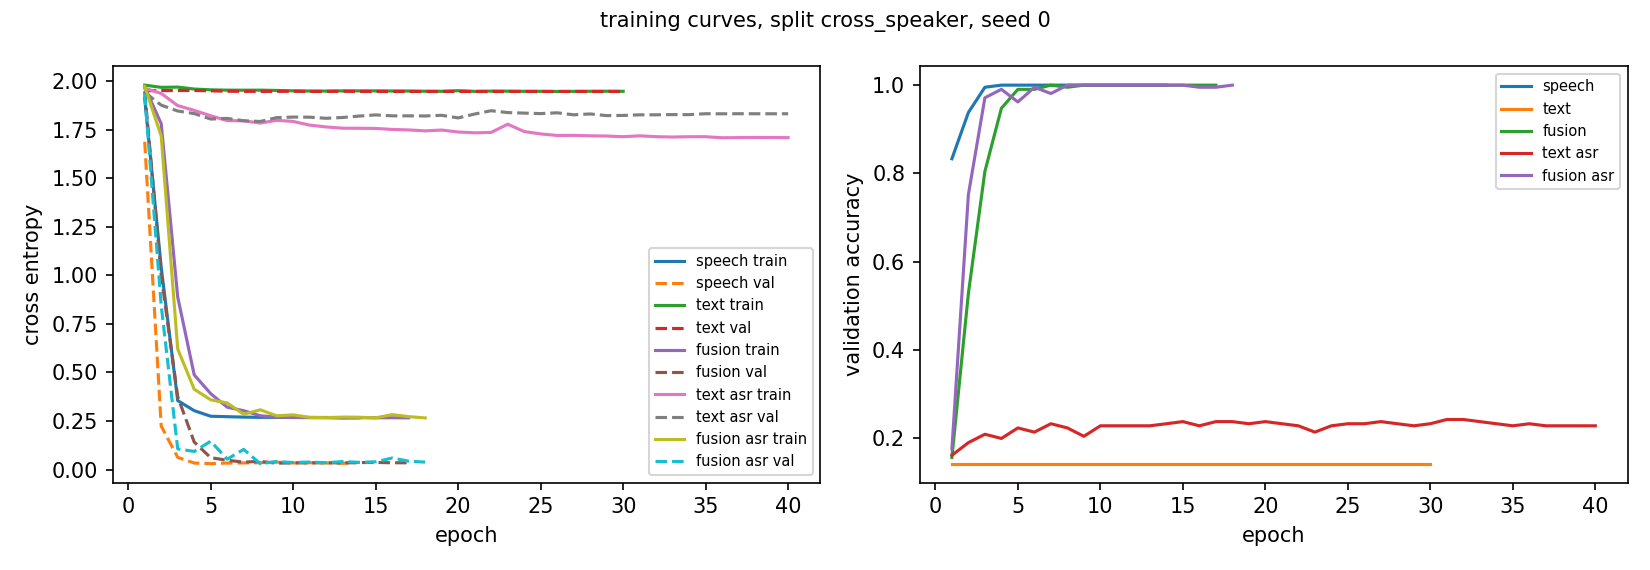 training curves, split cross_speaker, seed 0
cross entropy
2.00
1.75
1.50
1.25
1.00
0.75
0.50
0.25
0.00
0 5 10 15 20 25 30 35 40
epoch
speech train
speech val
text train
text val
fusion train
fusion val
text asr train
text asr val
fusion asr train
fusion asr val
validation accuracy
1.0
0.8
0.6
0.4
0.2
0 5 10 15 20 25 30 35 40
epoch
speech
text
fusion
text asr
fusion asr